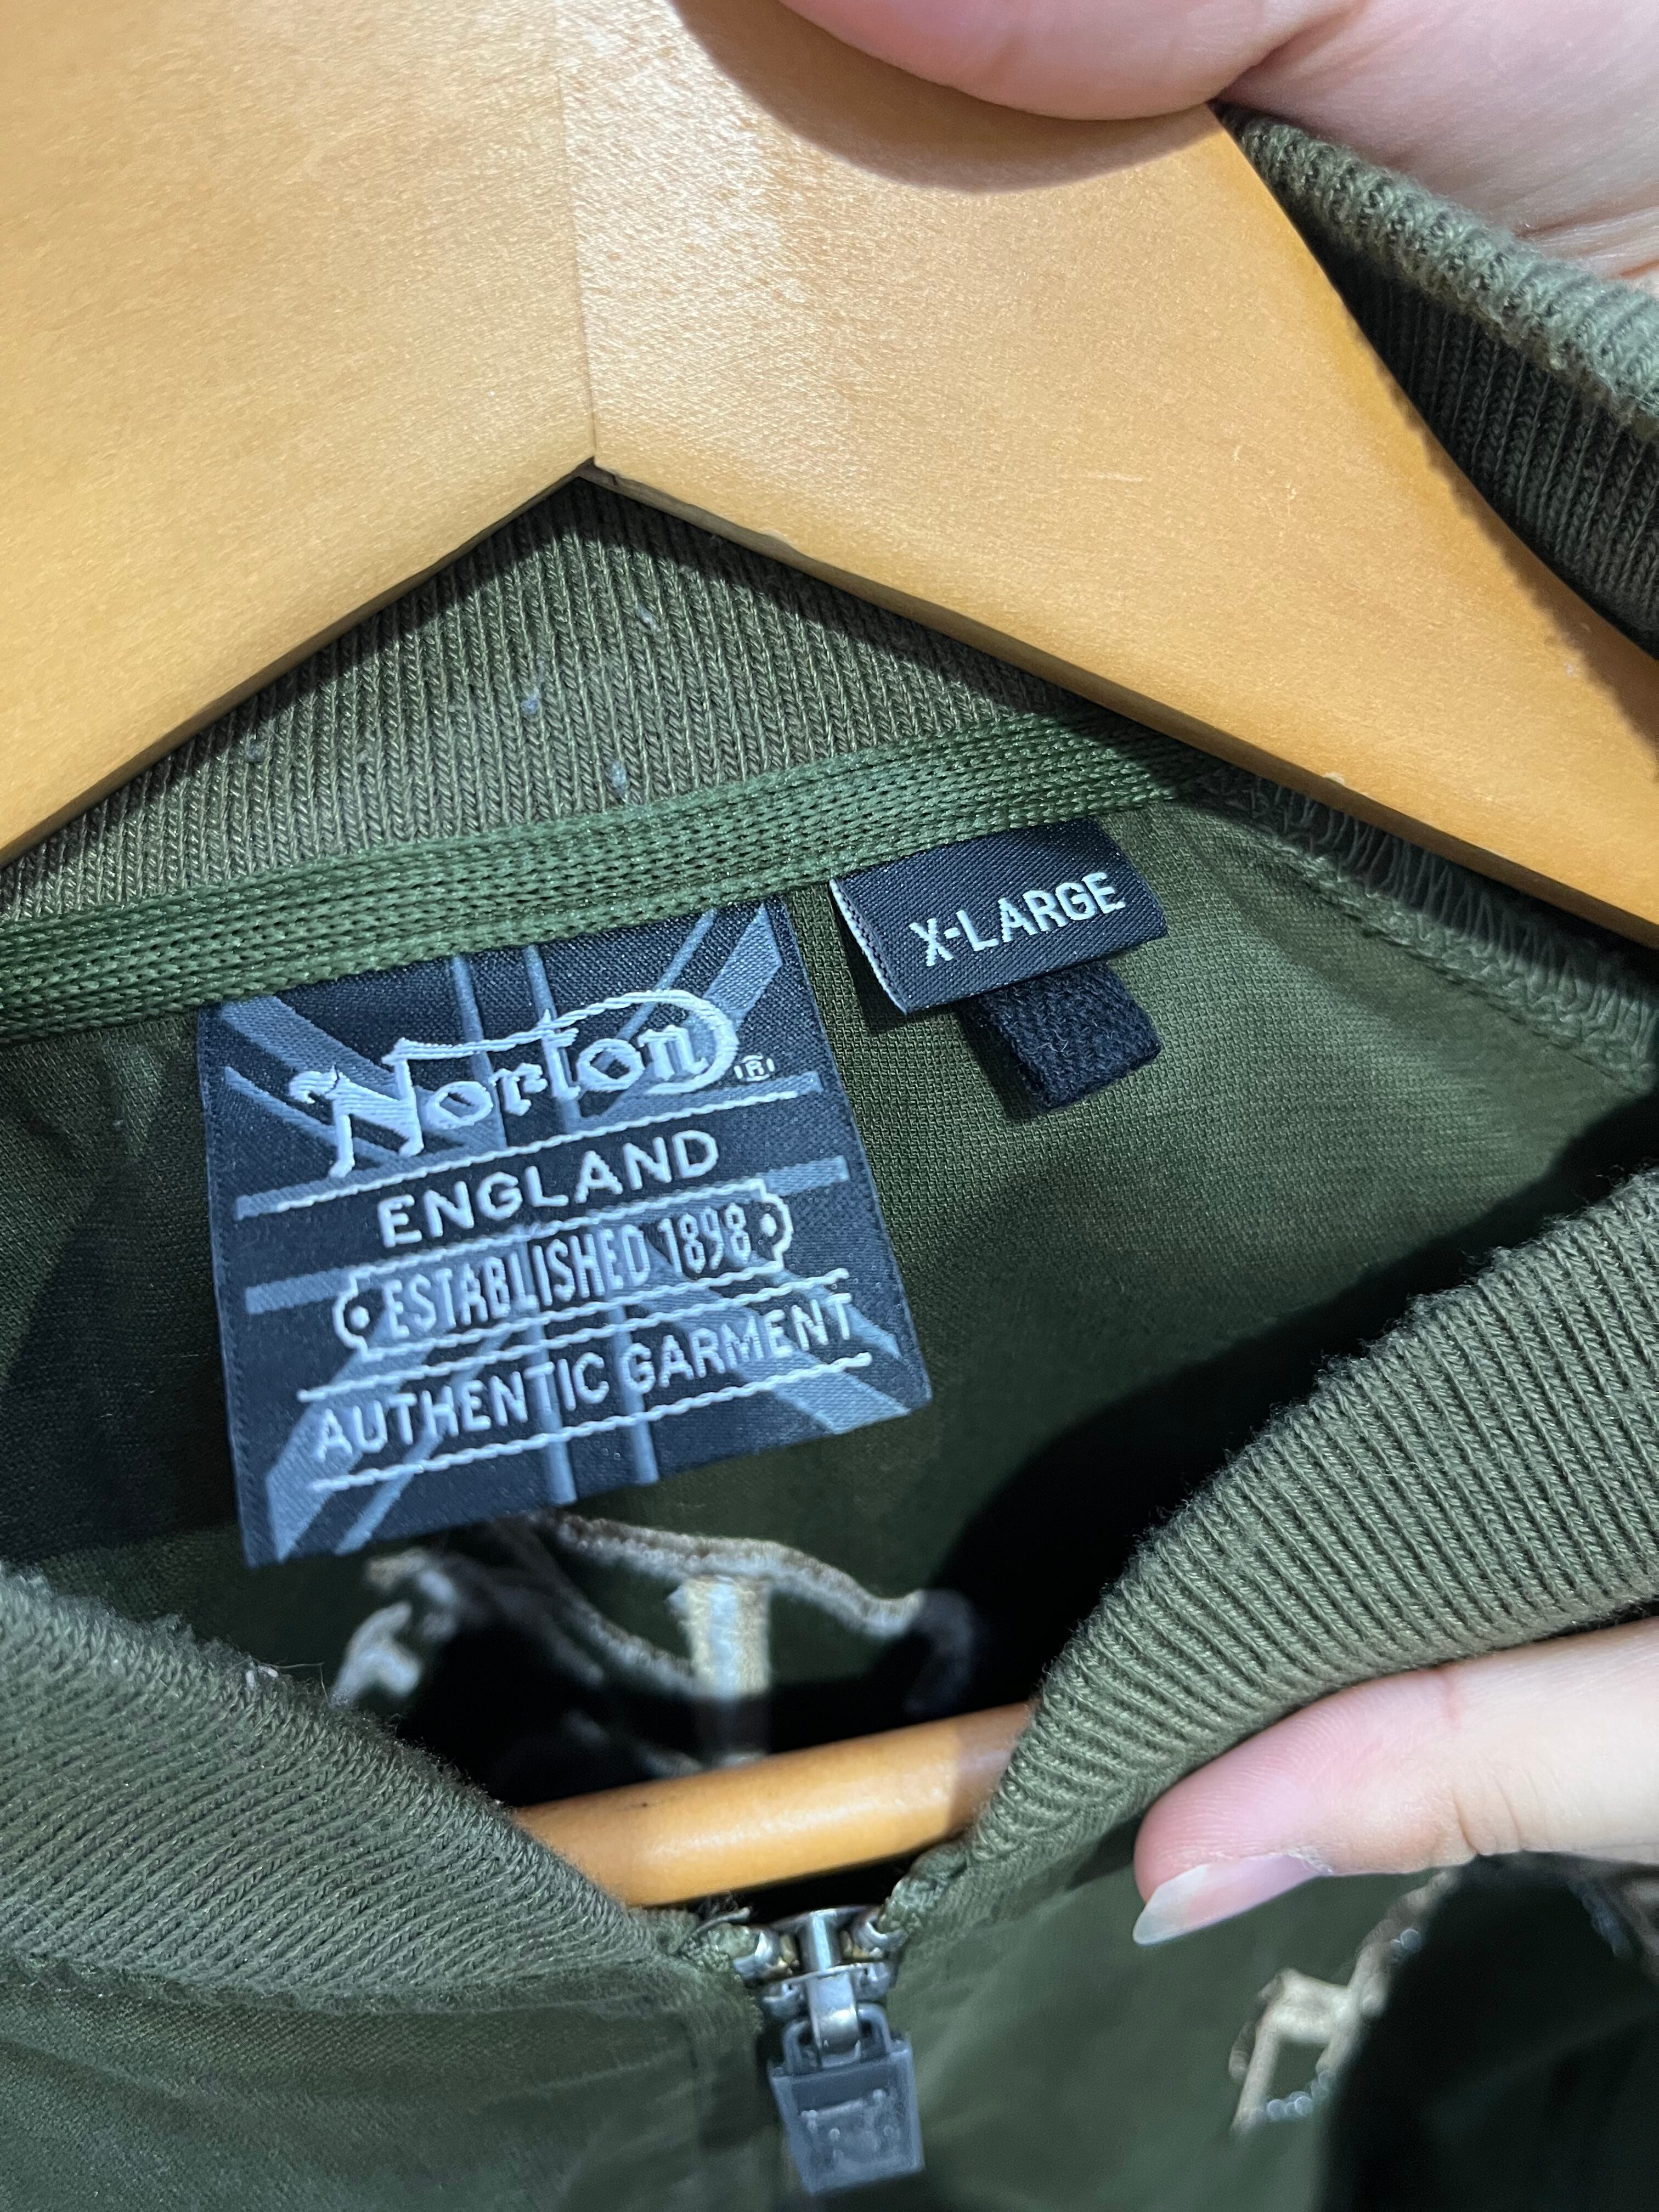 X-LARGE
Norton®
ENGLAND
ESTABLISHED 1898
AUTHENTIC GARMENT